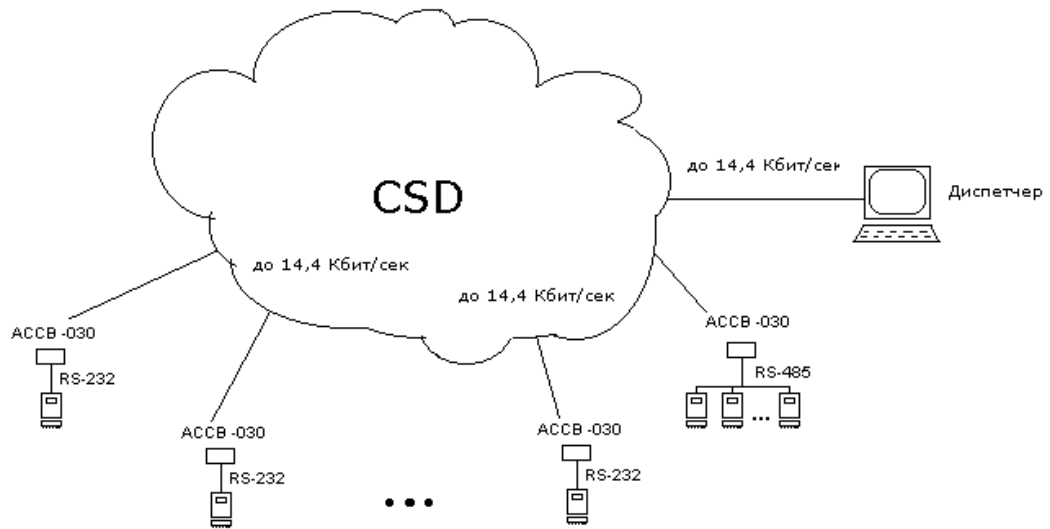 до 14,4 Кбит/сек
CSD
Диспетчер
до 14,4 Кбит/сек
до 14,4 Кбит/сек
АССВ -030
АССВ -030
RS-232
RS-485
...
АССВ -030
АССВ -030
RS-232
RS-232
...